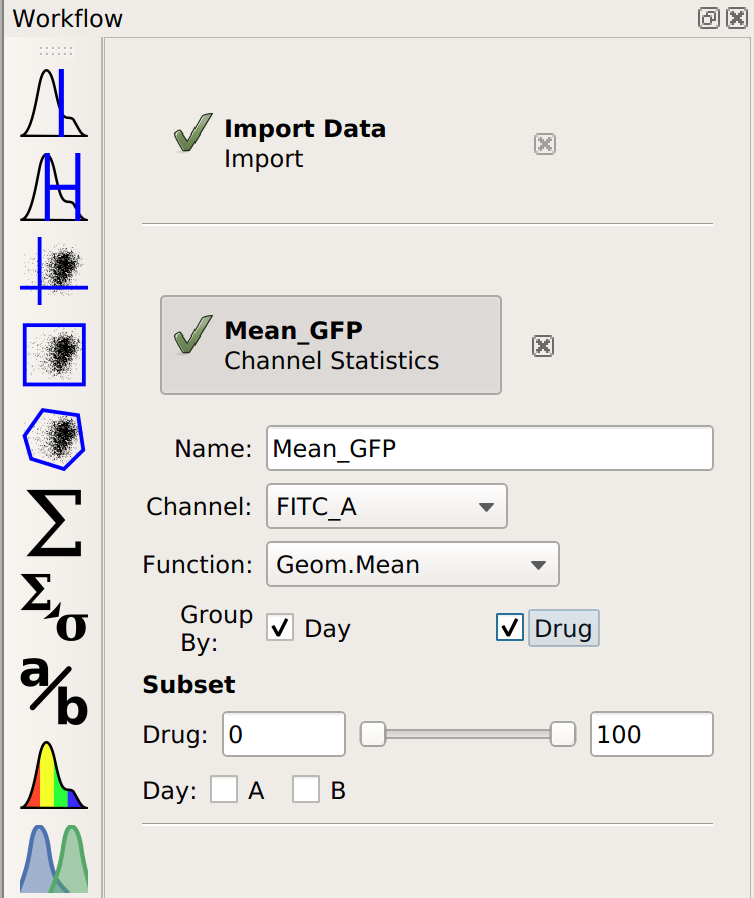 Workflow
Import Data
Import
Mean_GFP
Channel Statistics
Name: Mean_GFP
Channel: FITC_A
Function: Geom.Mean
Group By: Day Drug
Subset
Drug: 0 100
Day: A B
Σ
Σ σ
a/b